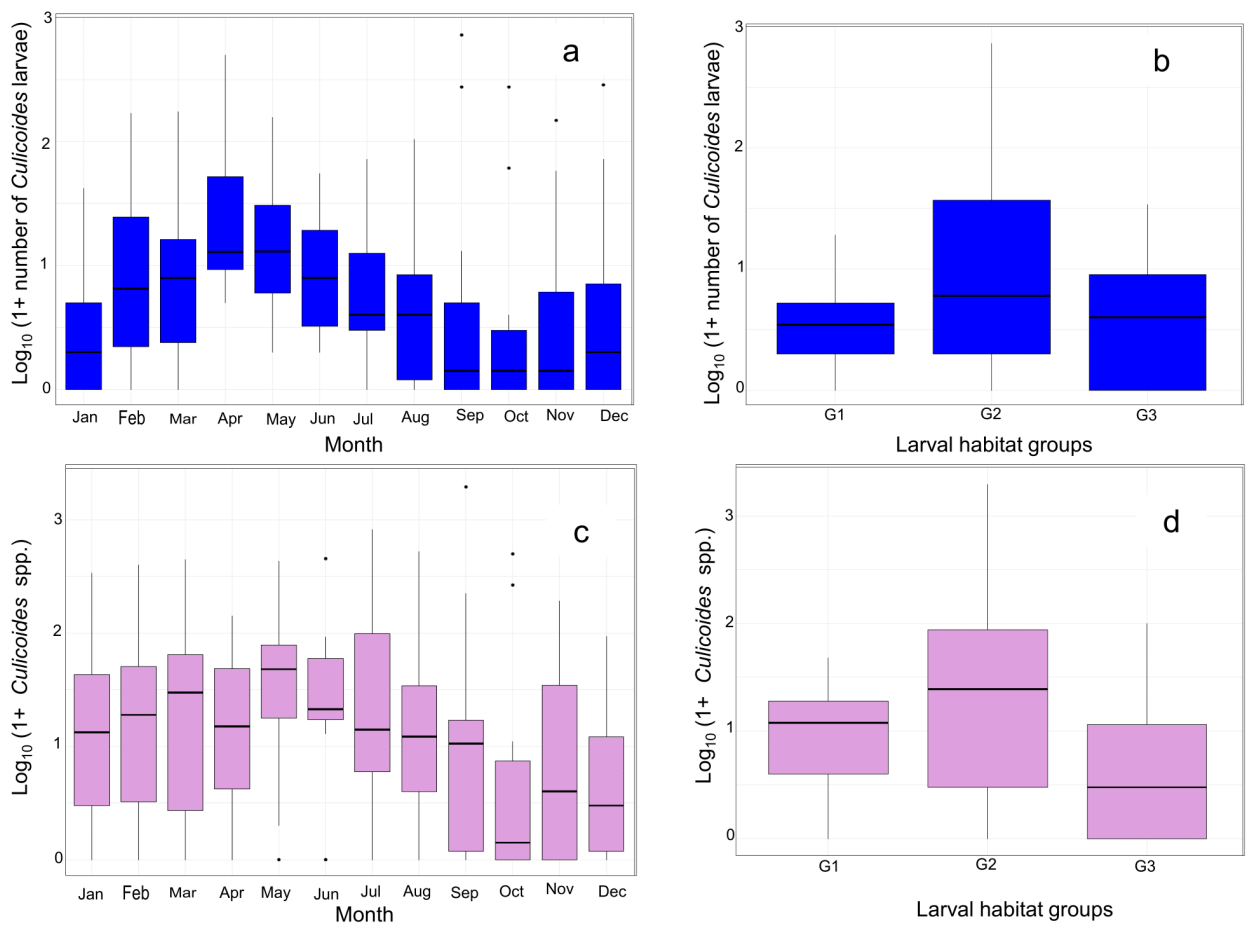 a
Log10 (1+ number of Culicoides larvae)
3
2
1
0
Jan Feb Mar Apr May Jun Jul Aug Sep Oct Nov Dec
Month
b
Log10 (1+ number of Culicoides larvae)
3
2
1
0
G1 G2 G3
Larval habitat groups
c
Log10 (1+ Culicoides spp.)
3
2
1
0
Jan Feb Mar Apr May Jun Jul Aug Sep Oct Nov Dec
Month
d
Log10 (1+ Culicoides spp.)
3
2
1
0
G1 G2 G3
Larval habitat groups